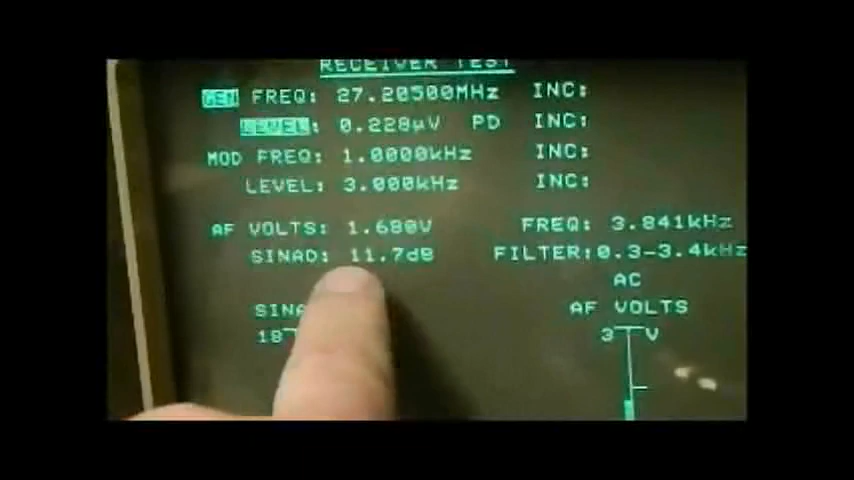 RECEIVER TEST
GEN FREQ: 27.20500MHz INC:
LEVEL: 0.228µV PD INC:
MOD FREQ: 1.0000kHz INC:
LEVEL: 3.000kHz INC:
AF VOLTS: 1.680V FREQ: 3.841kHz
SINAD: 11.7dB FILTER:0.3-3.4kHz
AC
SINA AF VOLTS
18 3 V